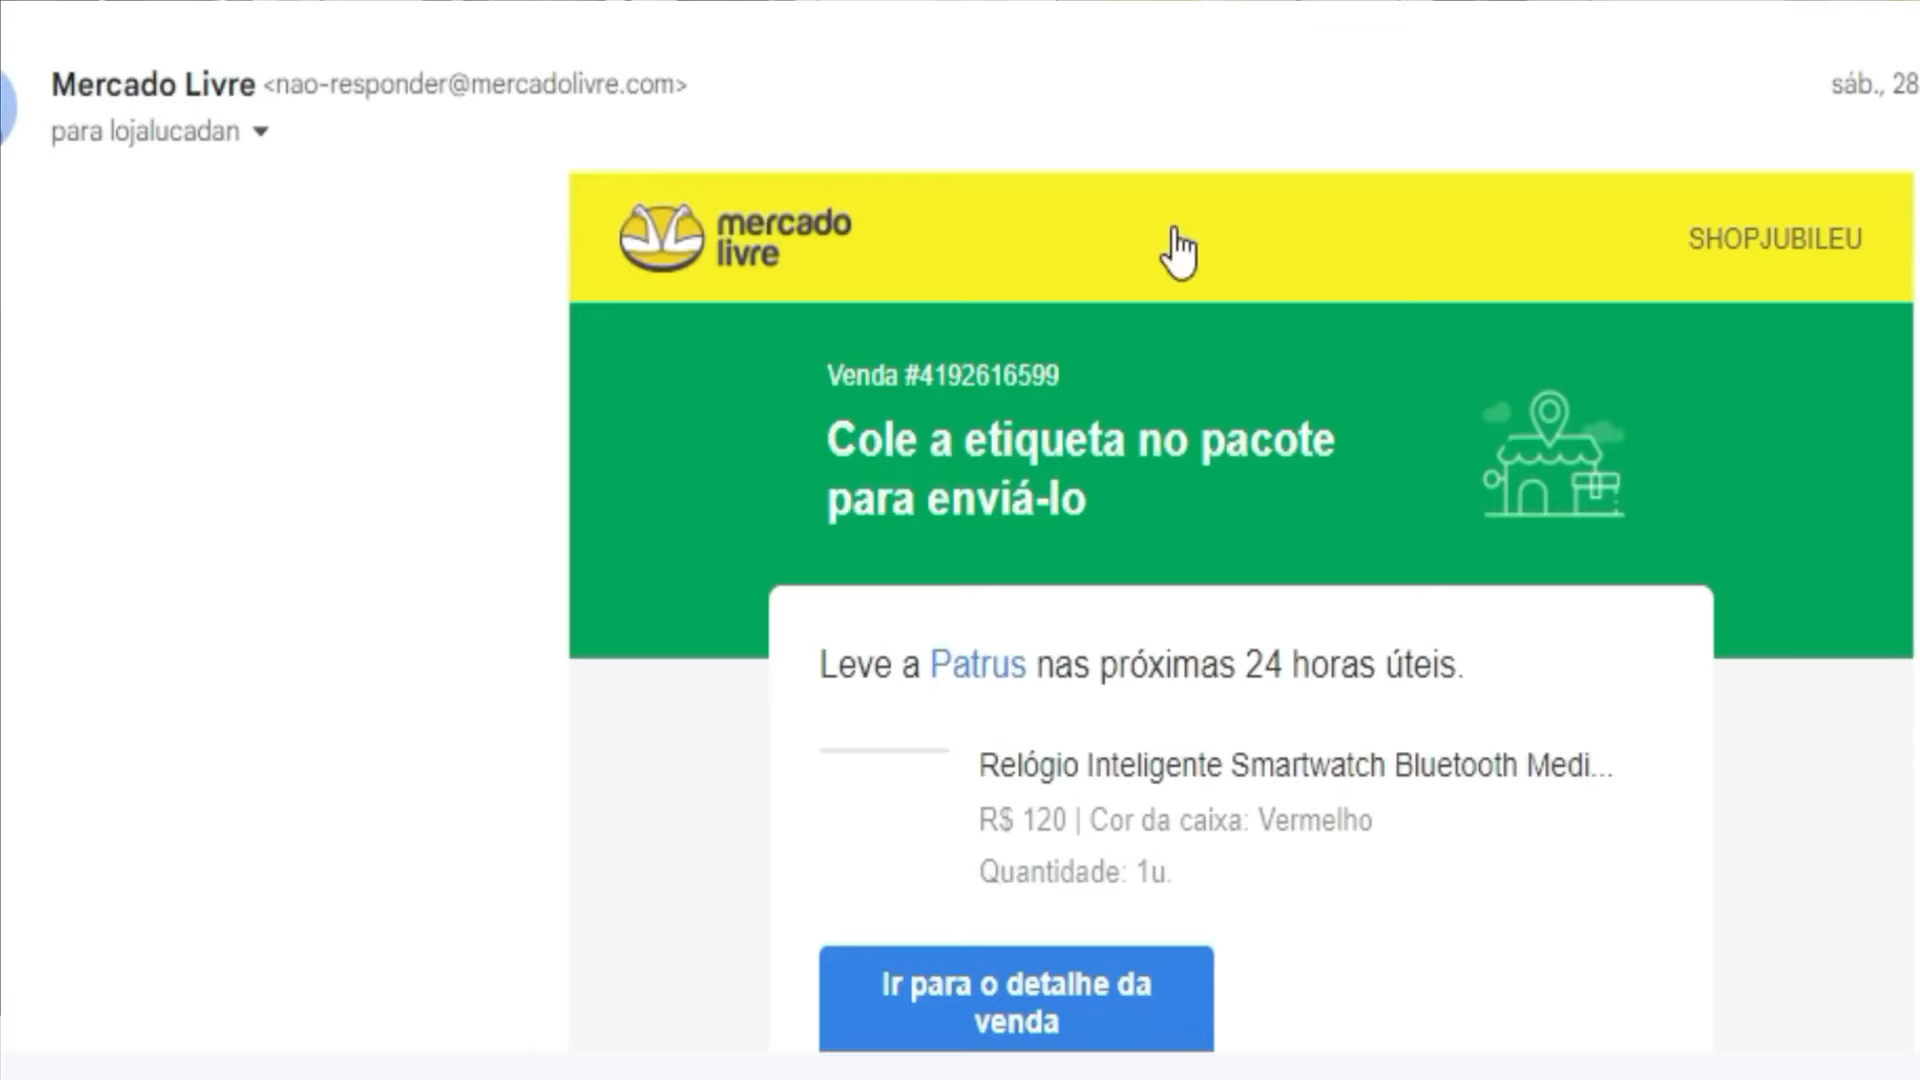 Mercado Livre <nao-responder@mercadolivre.com>
sáb., 28
para lojalucadan
mercado
livre
SHOPJUBILEU
Venda #4192616599
Cole a etiqueta no pacote
para enviá-lo
Leve a Patrus nas próximas 24 horas úteis.
Relógio Inteligente Smartwatch Bluetooth Medi...
R$ 120 | Cor da caixa: Vermelho
Quantidade: 1u.
Ir para o detalhe da
venda